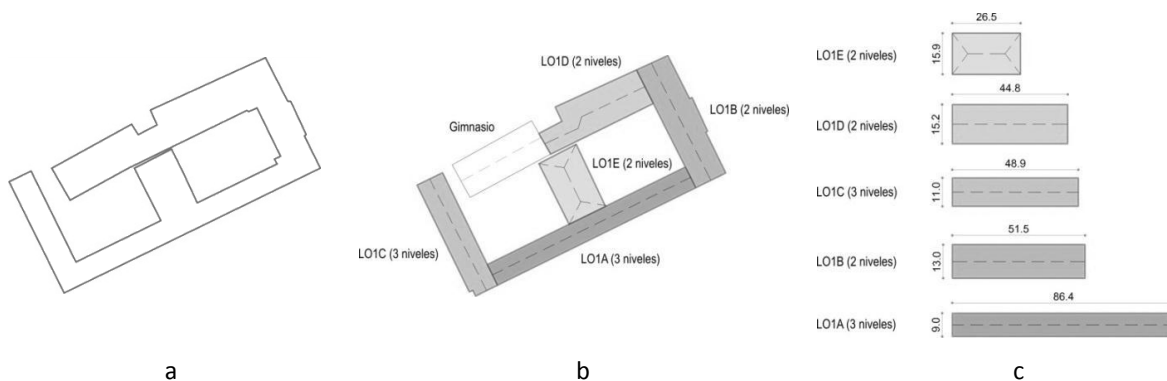 LO1D (2 niveles)
LO1B (2 niveles)
Gimnasio
LO1E (2 niveles)
LO1C (3 niveles)
LO1A (3 niveles)
26.5
15.9
LO1E (2 niveles)
44.8
15.2
LO1D (2 niveles)
48.9
11.0
LO1C (3 niveles)
51.5
13.0
LO1B (2 niveles)
86.4
9.0
LO1A (3 niveles)
a
b
c